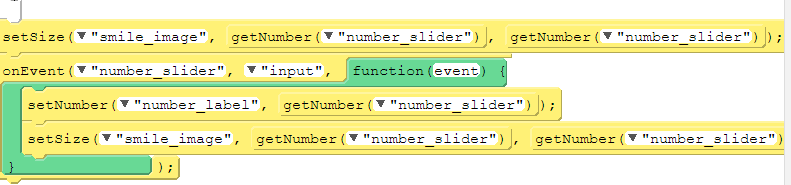 setSize(▼"smile_image", getNumber(▼"number_slider"), getNumber(▼"number_slider"));
onEvent(▼"number_slider", ▼"input", function(event) {
setNumber(▼"number_label", getNumber(▼"number_slider"));
setSize(▼"smile_image", getNumber(▼"number_slider"), getNumber(▼"number_slider")
} );